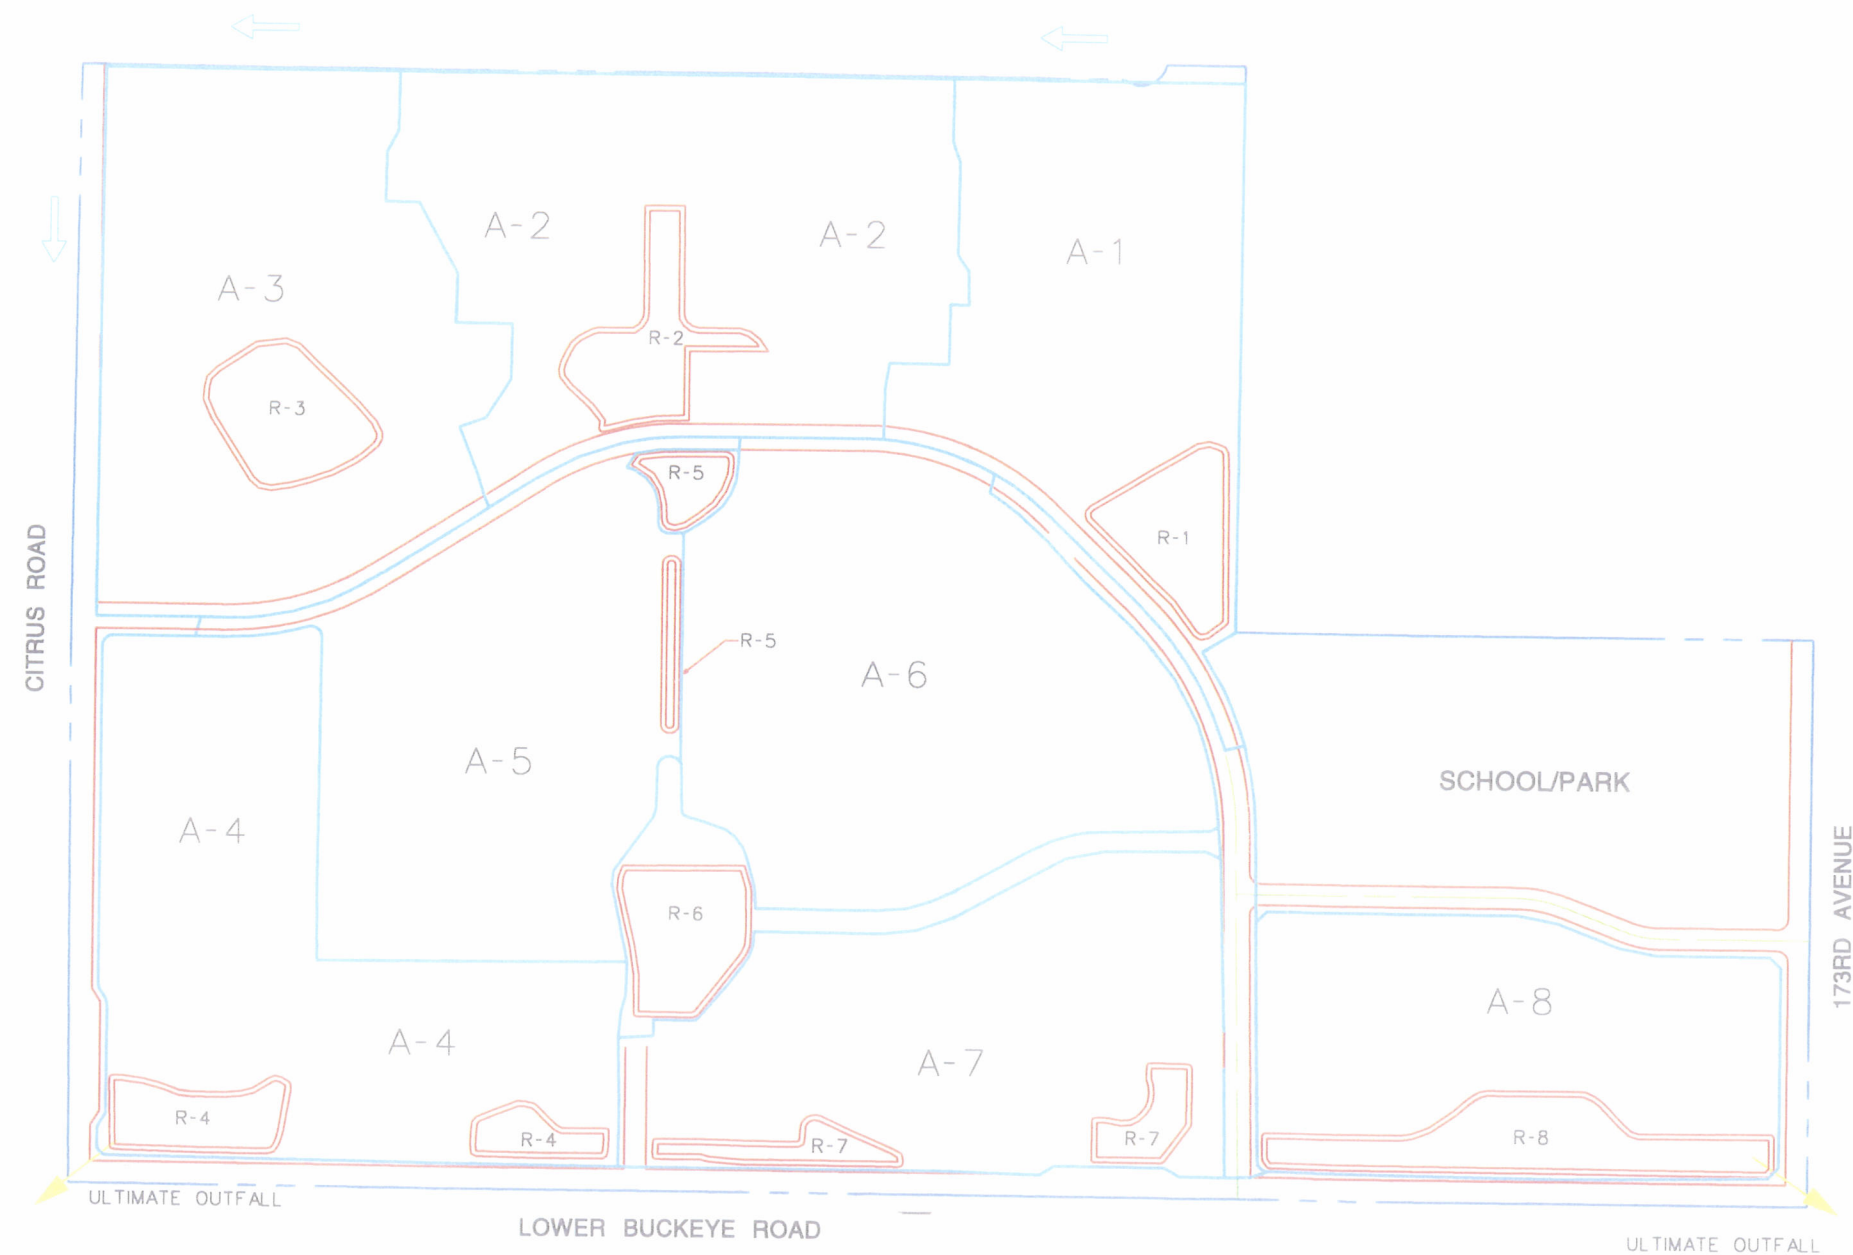 A-2
A-2
A-1
A-3
R-2
R-3
R-5
R-1
CITRUS ROAD
R-5
A-6
A-5
SCHOOL/PARK
A-4
173RD AVENUE
R-6
A-8
A-4
A-7
R-4
R-4
R-7
R-7
R-8
ULTIMATE OUTFALL
LOWER BUCKEYE ROAD
ULTIMATE OUTFALL